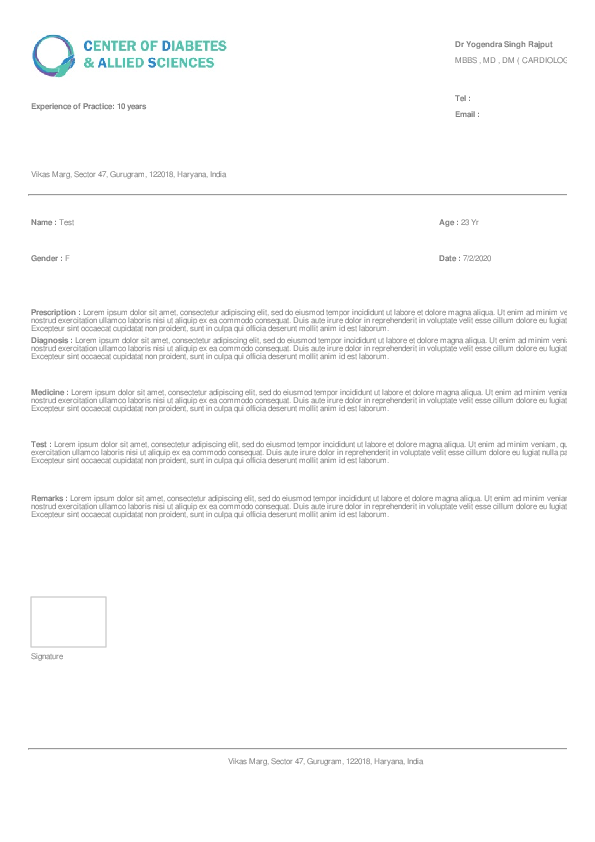 CENTER OF DIABETES
& ALLIED SCIENCES
Dr Yogendra Singh Rajput
MBBS , MD , DM ( CARDIOLOG
Experience of Practice: 10 years
Tel :
Email :
Vikas Marg, Sector 47, Gurugram. 122018, Haryana, India
Name : Test
Age : 23 Yr
Gender : F
Date : 7/2/2020
Prescription : Lorem ipsum dolor sit amet, consectetur adipiscing elit, sed do eiusmod tempor incididunt ut labore et dolore magna aliqua. Ut enim ad minim ve
nostrud exercitation ullamco laboris nisi ut aliquip ex ea commodo consequat. Duis aute irure dolor in reprehenderit in voluptate velit esse cillum dolore eu fugiat
Excepteur sint occaecat cupidatat non proident, sunt in culpa qui officia deserunt mollit anim id est laborum.
Diagnosis : Lorem ipsum dolor sit amet, consectetur adipiscing elit, sed do eiusmod tempor incididunt ut labore et dolore magna aliqua. Ut enim ad minim veni
nostrud exercitation ullamco laboris nisi ut aliquip ex ea commodo consequat. Duis aute irure dolor in reprehenderit in voluptate velit esse cillum dolore eu fugiat
Excepteur sint occaecat cupidatat non proident, sunt in culpa qui officia deserunt mollit anim id est laborum.
Medicine : Lorem ipsum dolor sit amet, consectetur adipiscing elit, sed do eiusmod tempor incididunt ut labore et dolore magna aliqua. Ut enim ad minim venia
nostrud exercitation ullamco laboris nisi ut aliquip ex ea commodo consequat. Duis aute irure dolor in reprehenderit in voluptate velit esse cillum dolore eu fugiat
Excepteur sint occaecat cupidatat non proident, sunt in culpa qui officia deserunt mollit anim id est laborum.
Test : Lorem ipsum dolor sit amet, consectetur adipiscing elit, sed do eiusmod tempor incididunt ut labore et dolore magna aliqua. Ut enim ad minim veniam, qu
exercitation ullamco laboris nisi ut aliquip ex ea commodo consequat. Duis aute irure dolor in reprehenderit in voluptate velit esse cillum dolore eu fugiat nulla pa
Excepteur sint occaecat cupidatat non proident, sunt in culpa qui officia deserunt mollit anim id est laborum.
Remarks : Lorem ipsum dolor sit amet, consectetur adipiscing elit, sed do eiusmod tempor incididunt ut labore et dolore magna aliqua. Ut enim ad minim venian
nostrud exercitation ullamco laboris nisi ut aliquip ex ea commodo consequat. Duis aute irure dolor in reprehenderit in voluptate velit esse cillum dolore eu fugiat
Excepteur sint occaecat cupidatat non proident, sunt in culpa qui officia deserunt mollit anim id est laborum.
Signature
Vikas Marg, Sector 47, Gurugram, 122018, Haryana, India